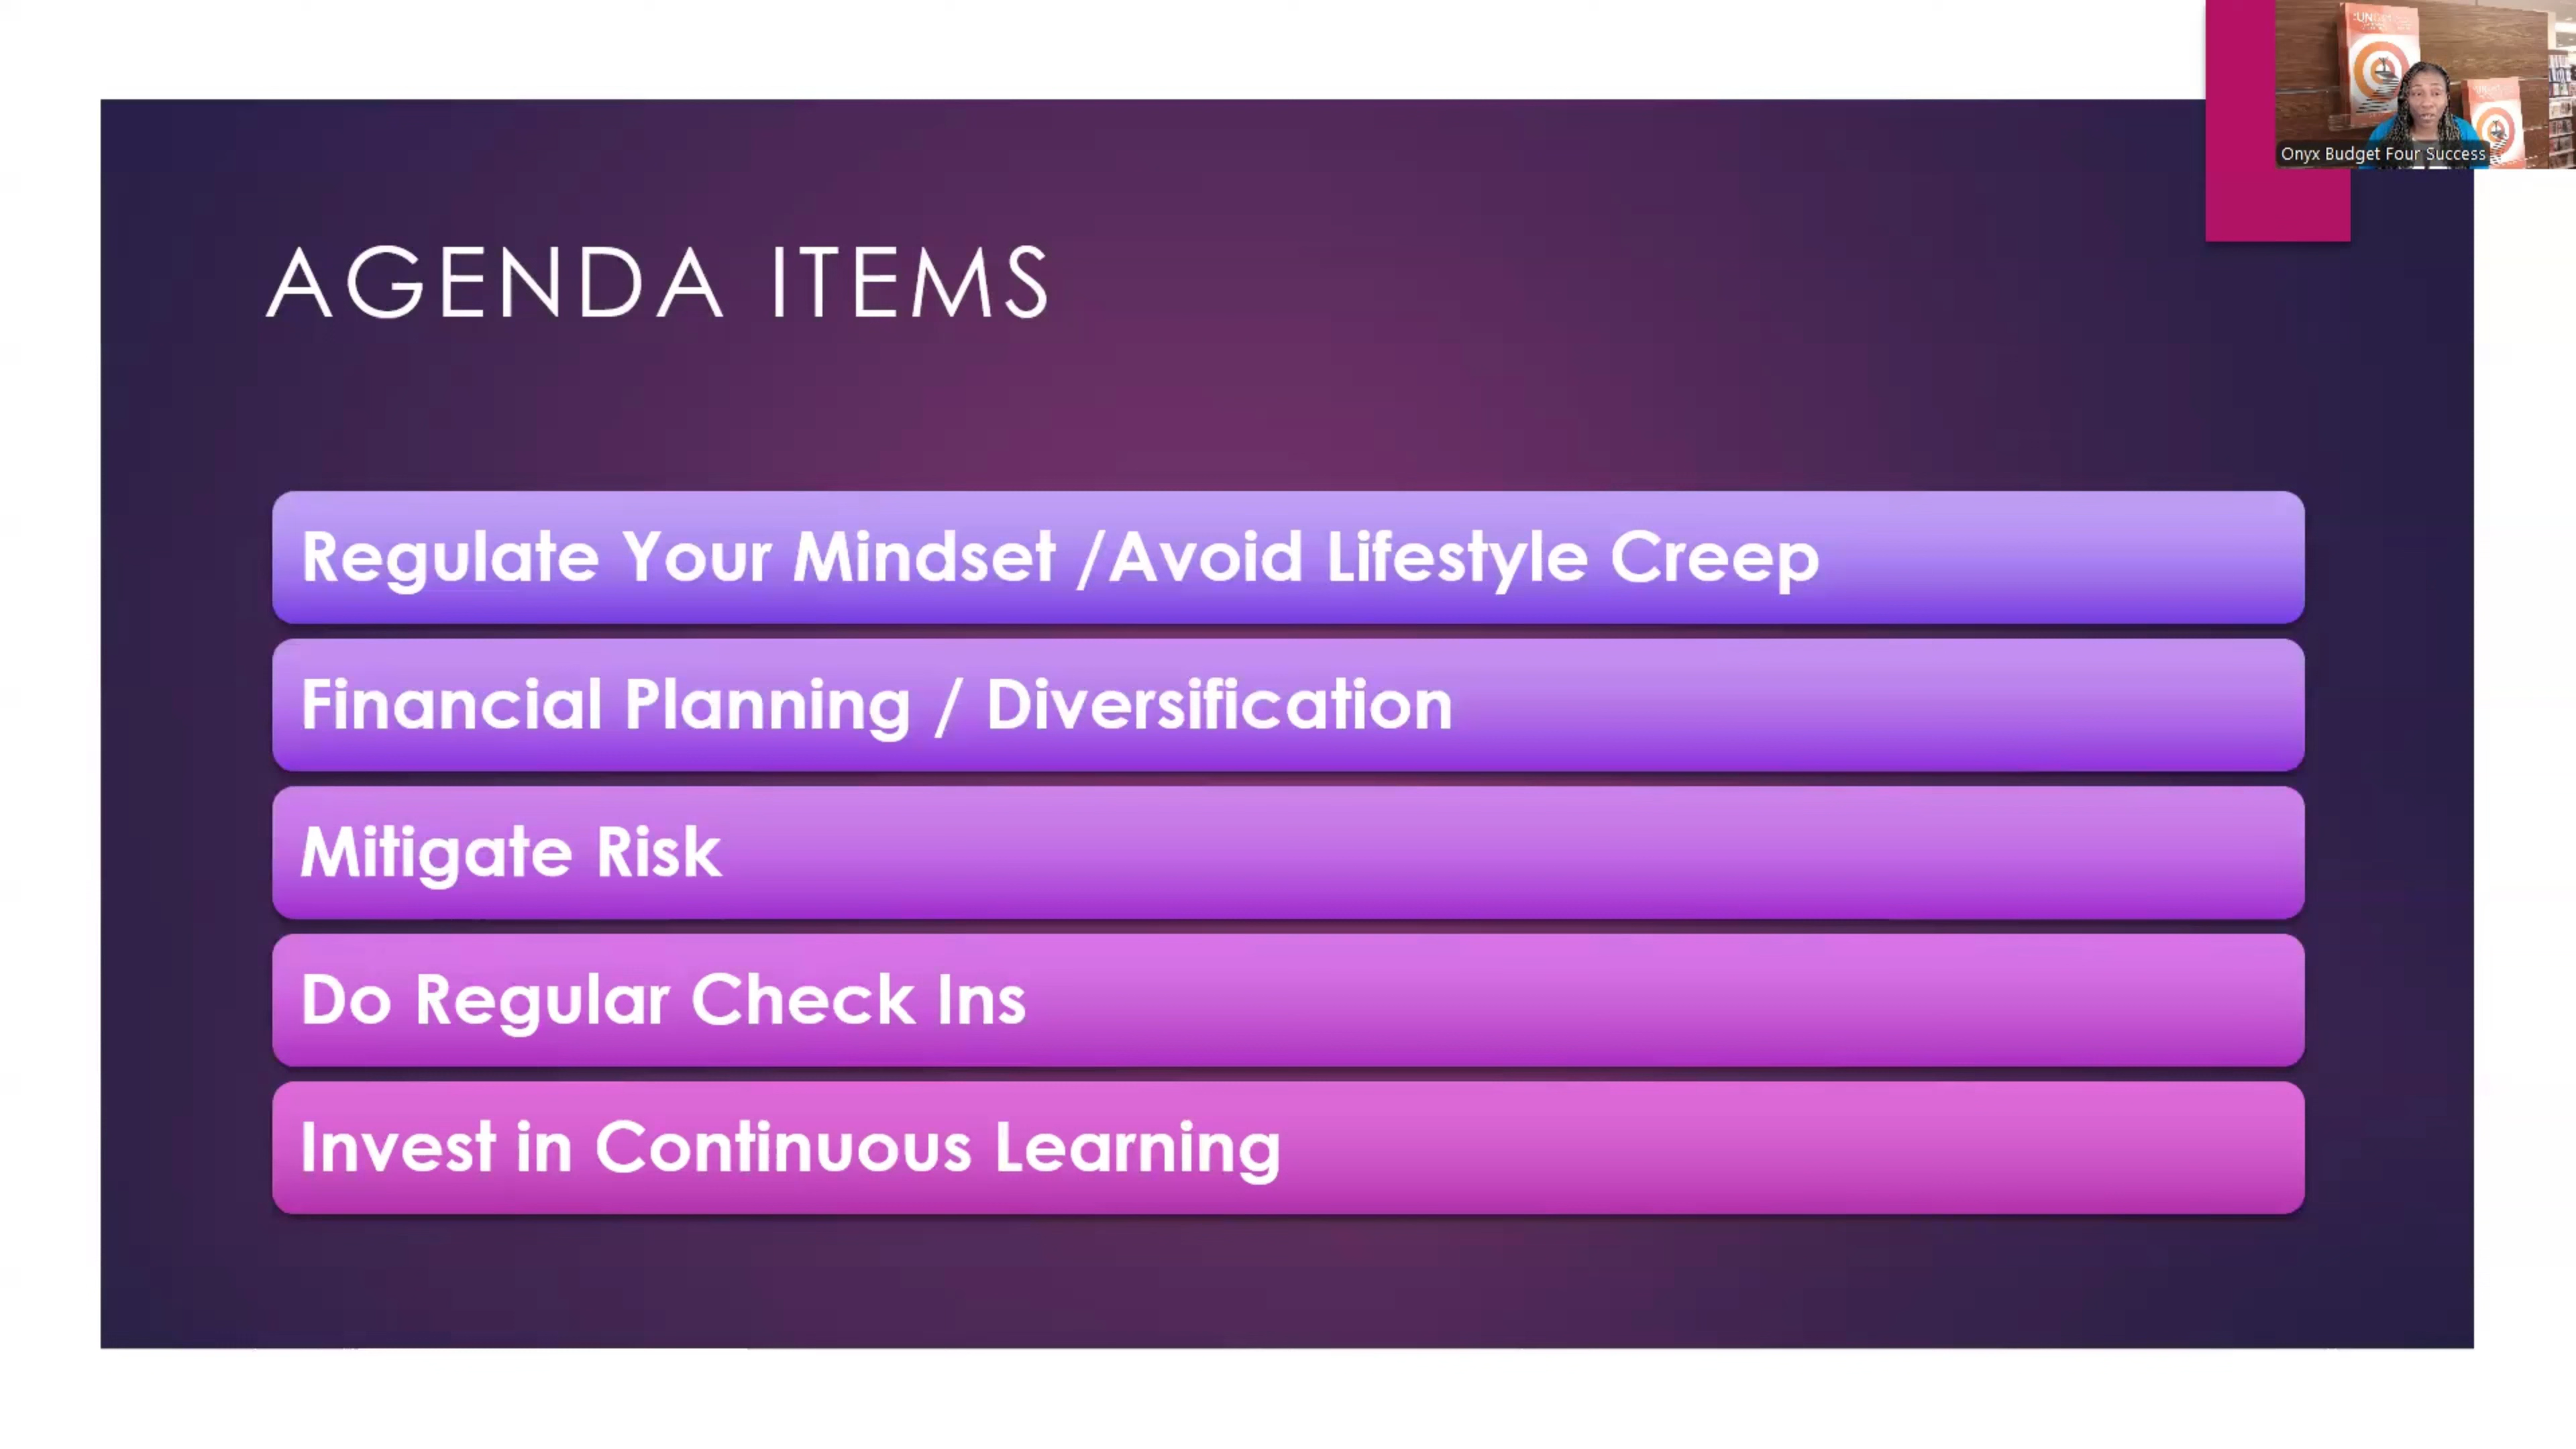 Onyx Budget Four Success
AGENDA ITEMS
Regulate Your Mindset /Avoid Lifestyle Creep
Financial Planning / Diversification
Mitigate Risk
Do Regular Check Ins
Invest in Continuous Learning